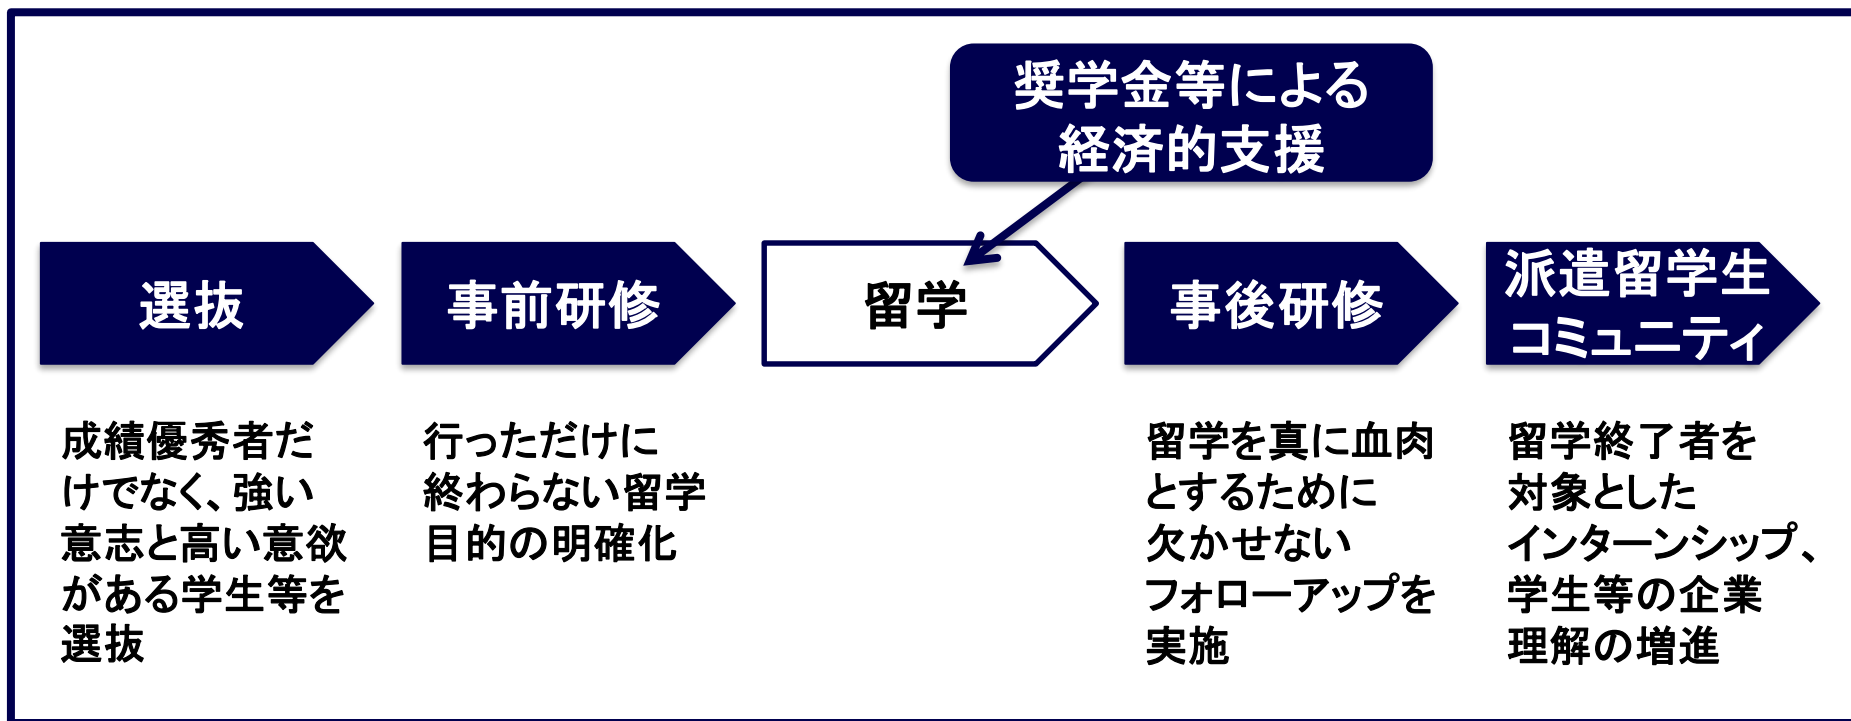 奨学金等による
経済的支援
選抜
事前研修
留学
事後研修
派遣留学生
コミュニティ
成績優秀者だ
けでなく、強い
意志と高い意欲
がある学生等を
選抜
行っただけに
終わらない留学
目的の明確化
留学を真に血肉
とするために
欠かせない
フォローアップを
実施
留学終了者を
対象とした
インターンシップ、
学生等の企業
理解の増進